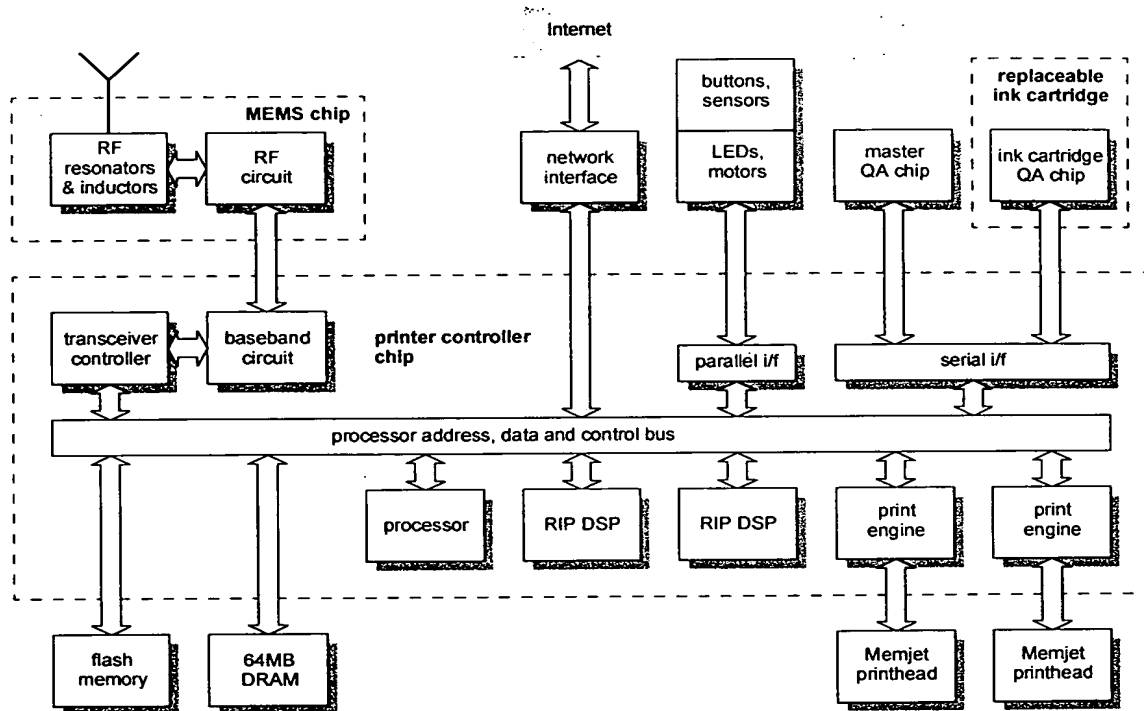 Internet
MEMS chip
RF
resonators
& inductors
RF
circuit
network
interface
buttons,
sensors
LEDs,
motors
master
QA chip
replaceable
ink cartridge
ink cartridge
QA chip
transceiver
controller
baseband
circuit
printer controller
chip
parallel i/f
serial i/f
processor address, data and control bus
processor
RIP DSP
RIP DSP
print
engine
print
engine
flash
memory
64MB
DRAM
Memjet
printhead
Memjet
printhead